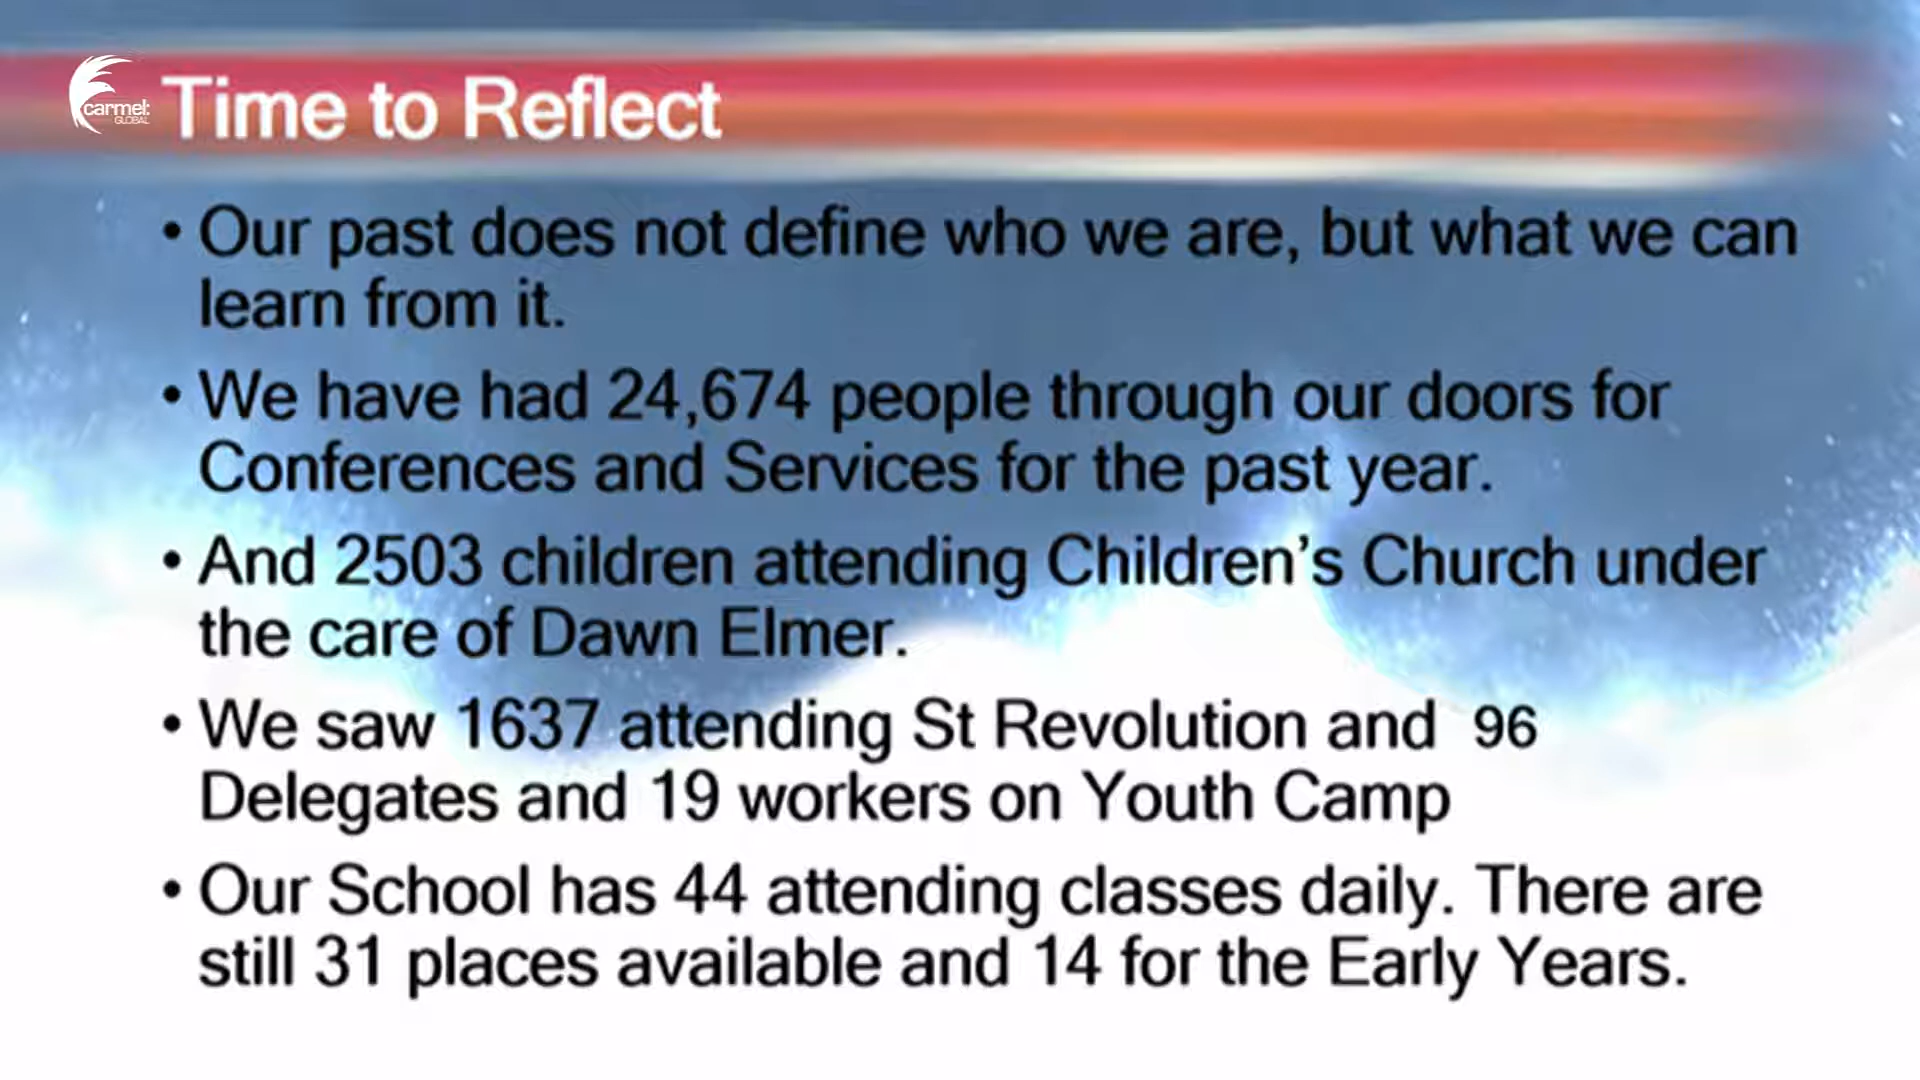 carmel:
GLOBAL
Time to Reflect
• Our past does not define who we are, but what we can
learn from it.
• We have had 24,674 people through our doors for
Conferences and Services for the past year.
• And 2503 children attending Children’s Church under
the care of Dawn Elmer.
• We saw 1637 attending St Revolution and 96
Delegates and 19 workers on Youth Camp
• Our School has 44 attending classes daily. There are
still 31 places available and 14 for the Early Years.